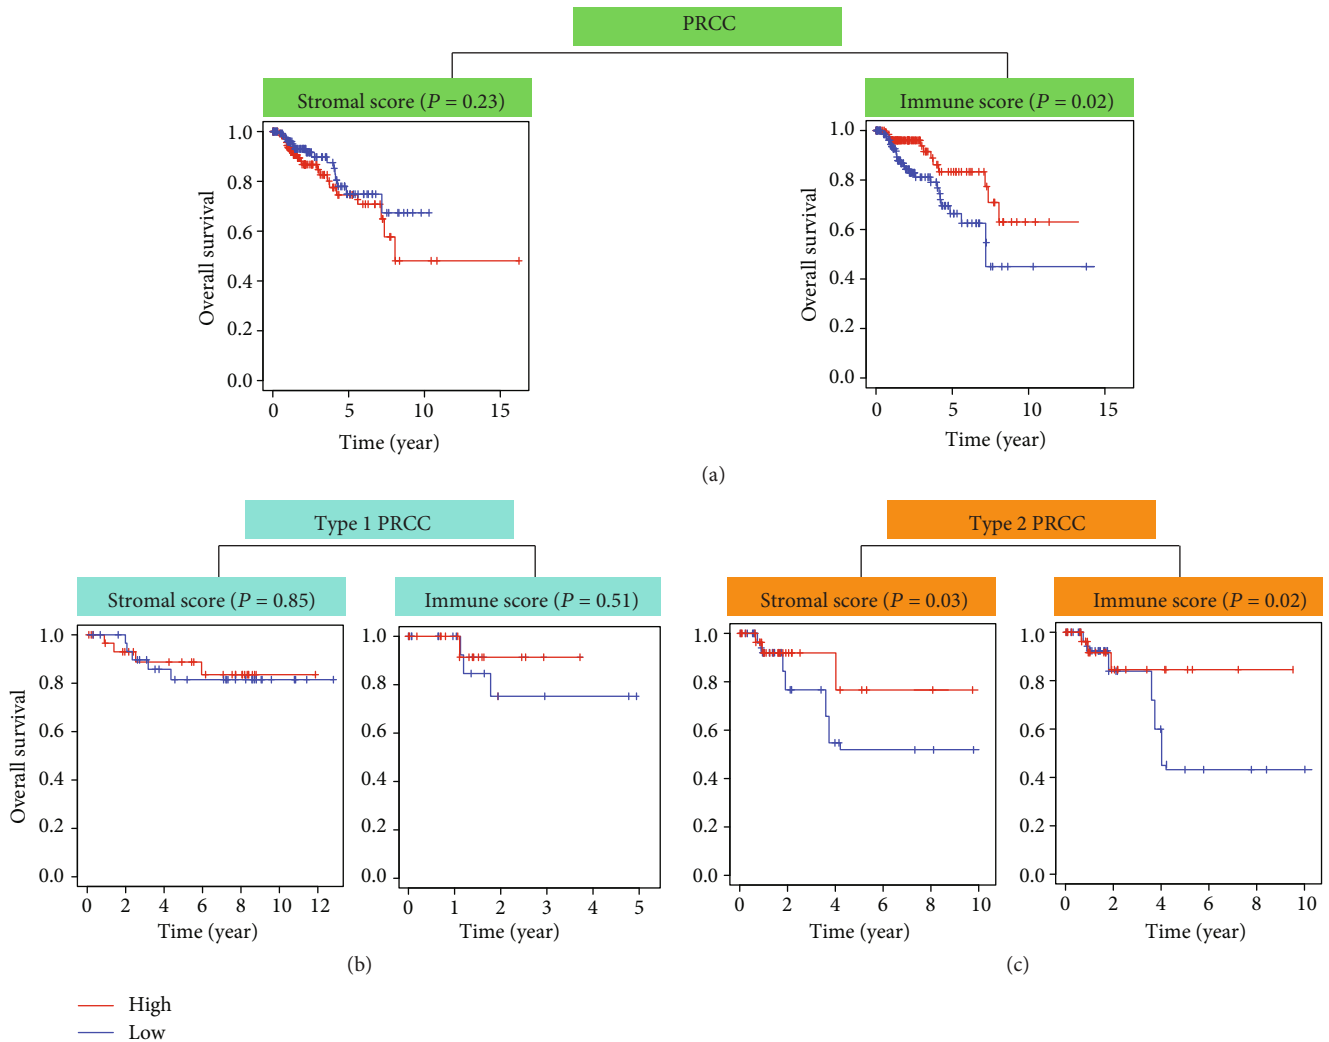 PRCC
Stromal score (P = 0.23)
Immune score (P = 0.02)
Overall survival
1.0
0.8
0.6
0.4
0.2
0.0
0 5 10 15
Time (year)
Overall survival
1.0
0.8
0.6
0.4
0.2
0.0
0 5 10 15
Time (year)
(a)
Type 1 PRCC
Stromal score (P = 0.85)
Immune score (P = 0.51)
Overall survival
1.0
0.8
0.6
0.4
0.2
0.0
0 2 4 6 8 10 12
Time (year)
1.0
0.8
0.6
0.4
0.2
0.0
0 1 2 3 4 5
Time (year)
(b)
Type 2 PRCC
Stromal score (P = 0.03)
Immune score (P = 0.02)
1.0
0.8
0.6
0.4
0.2
0.0
0 2 4 6 8 10
Time (year)
1.0
0.8
0.6
0.4
0.2
0.0
0 2 4 6 8 10
Time (year)
(c)
High
Low